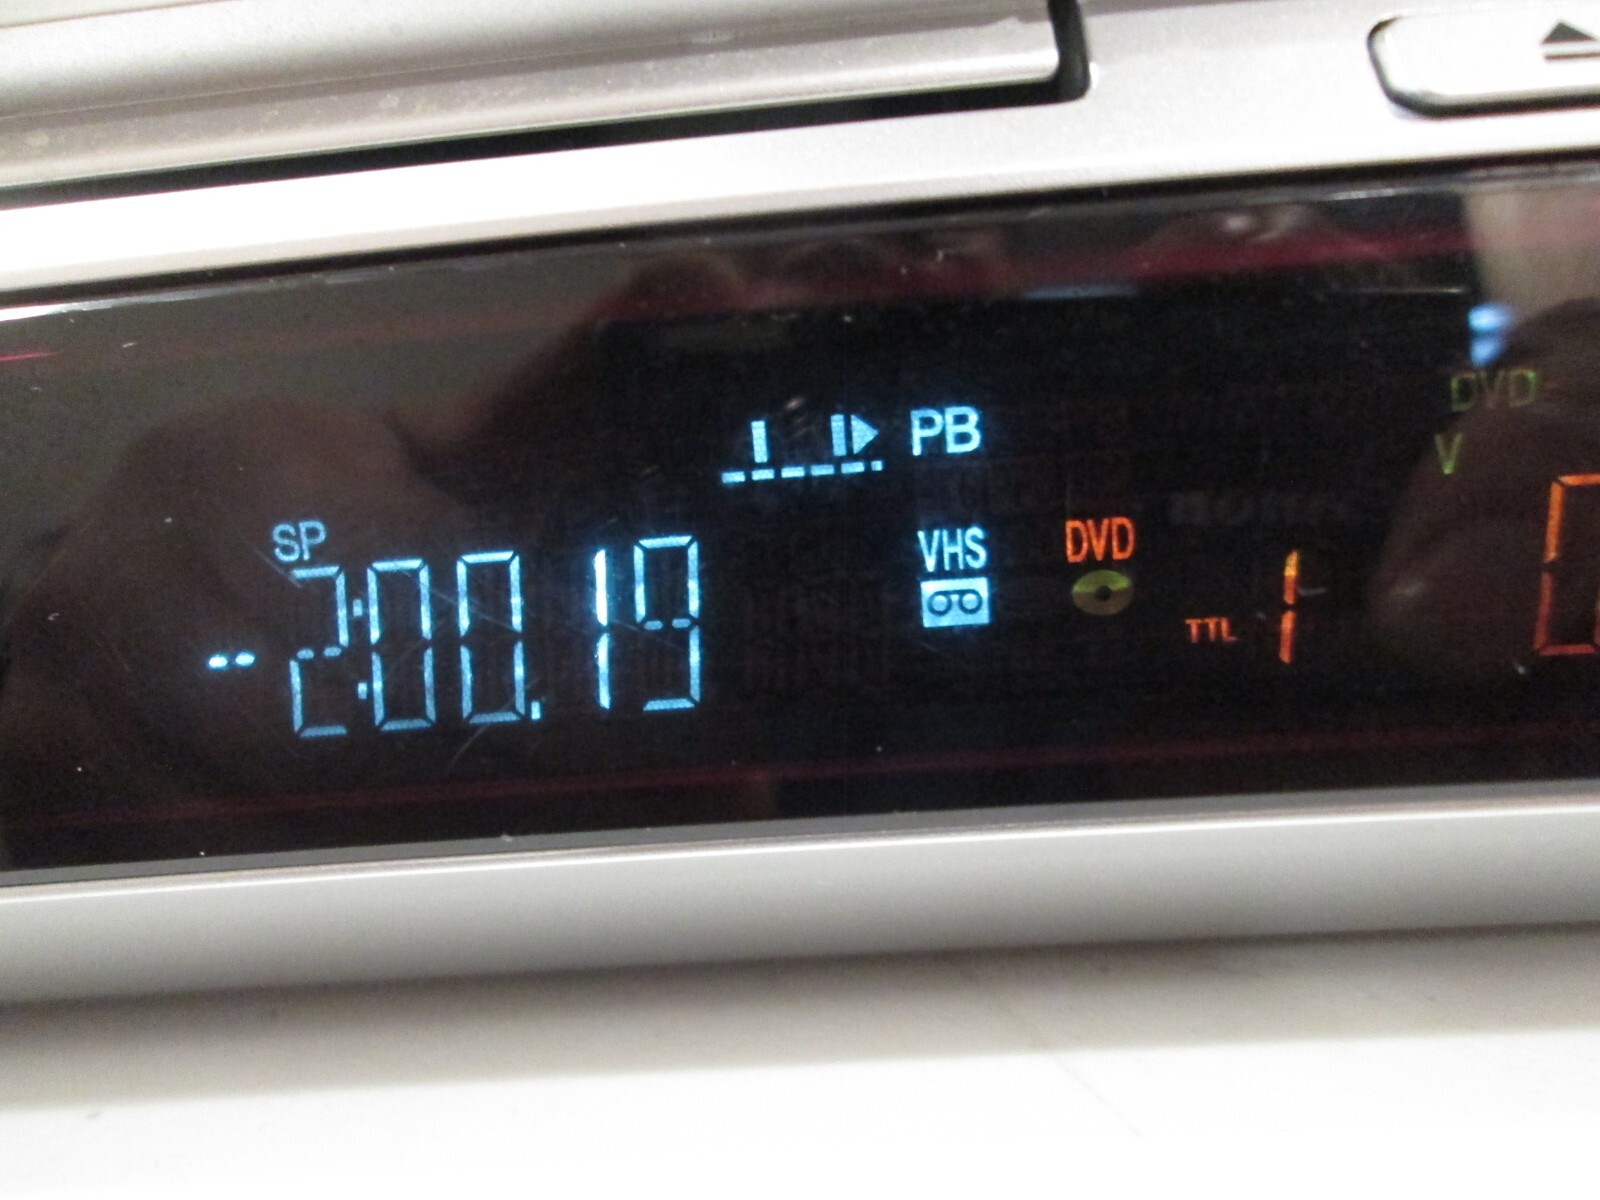 PB
DVD
V
SP
VHS
DVD
--2:00.19
TTL 1